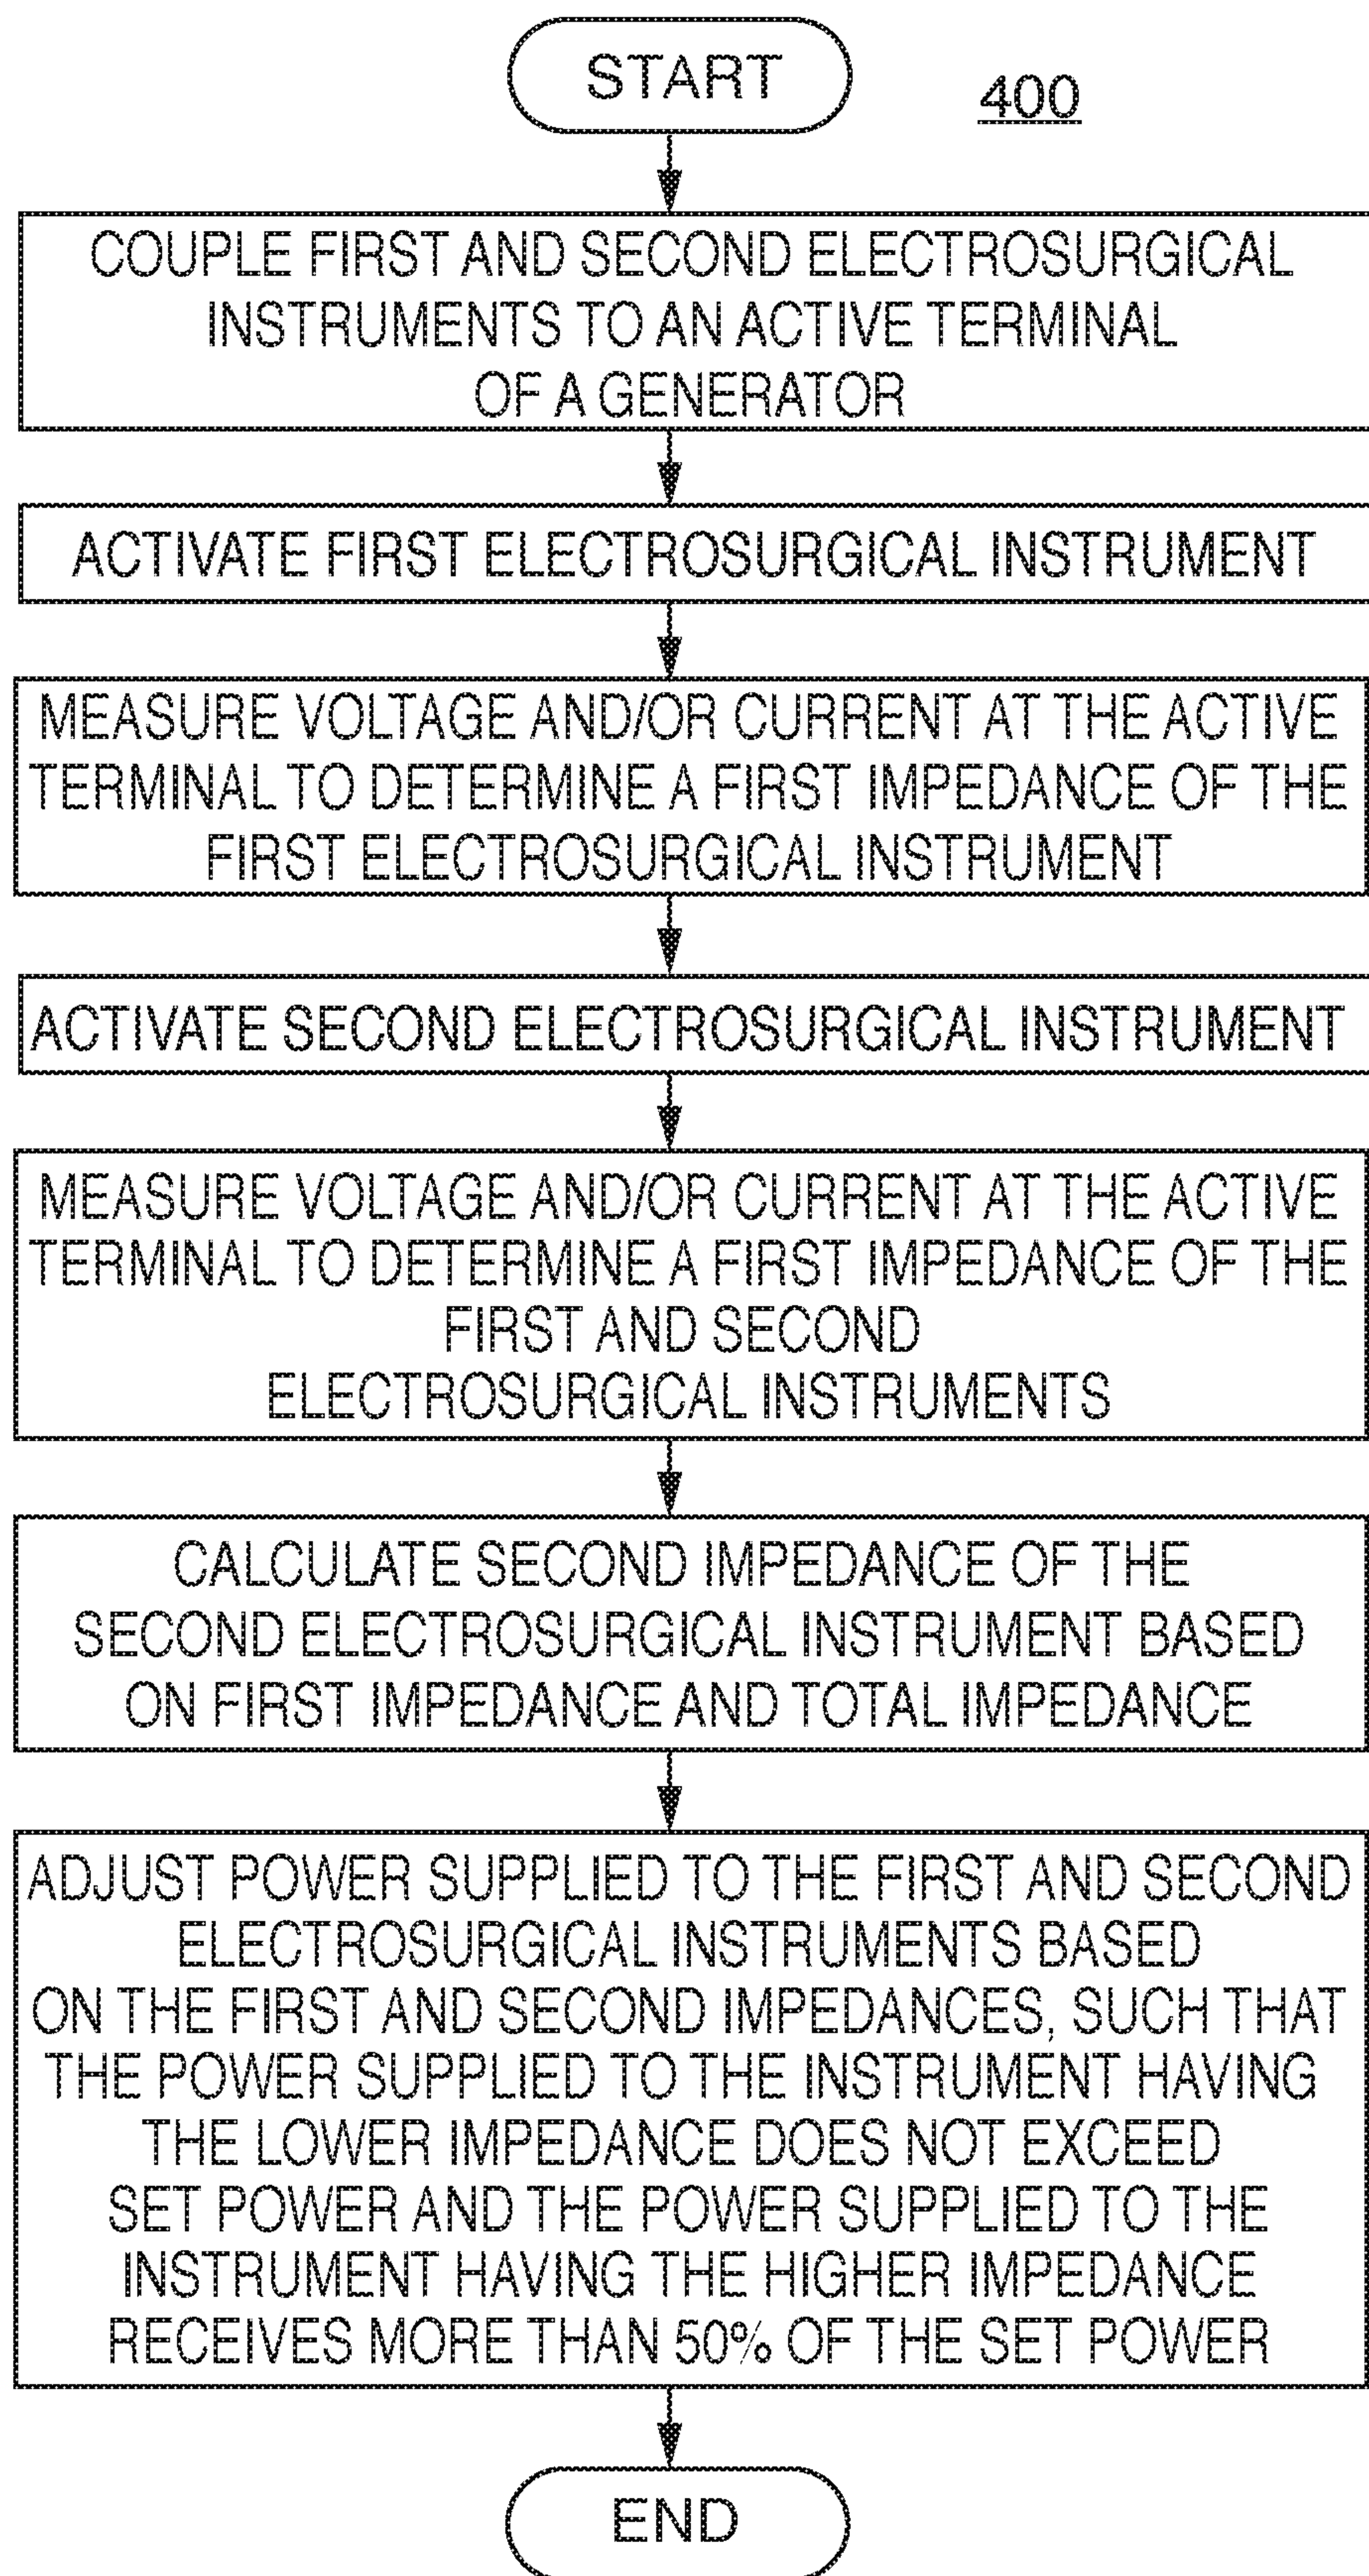 START
400
COUPLE FIRST AND SECOND ELECTROSURGICAL
INSTRUMENTS TO AN ACTIVE TERMINAL
OF A GENERATOR
ACTIVATE FIRST ELECTROSURGICAL INSTRUMENT
MEASURE VOLTAGE AND/OR CURRENT AT THE ACTIVE
TERMINAL TO DETERMINE A FIRST IMPEDANCE OF THE
FIRST ELECTROSURGICAL INSTRUMENT
ACTIVATE SECOND ELECTROSURGICAL INSTRUMENT
MEASURE VOLTAGE AND/OR CURRENT AT THE ACTIVE
TERMINAL TO DETERMINE A FIRST IMPEDANCE OF THE
FIRST AND SECOND
ELECTROSURGICAL INSTRUMENTS
CALCULATE SECOND IMPEDANCE OF THE
SECOND ELECTROSURGICAL INSTRUMENT BASED
ON FIRST IMPEDANCE AND TOTAL IMPEDANCE
ADJUST POWER SUPPLIED TO THE FIRST AND SECOND
ELECTROSURGICAL INSTRUMENTS BASED
ON THE FIRST AND SECOND IMPEDANCES, SUCH THAT
THE POWER SUPPLIED TO THE INSTRUMENT HAVING
THE LOWER IMPEDANCE DOES NOT EXCEED
SET POWER AND THE POWER SUPPLIED TO THE
INSTRUMENT HAVING THE HIGHER IMPEDANCE
RECEIVES MORE THAN 50% OF THE SET POWER
END